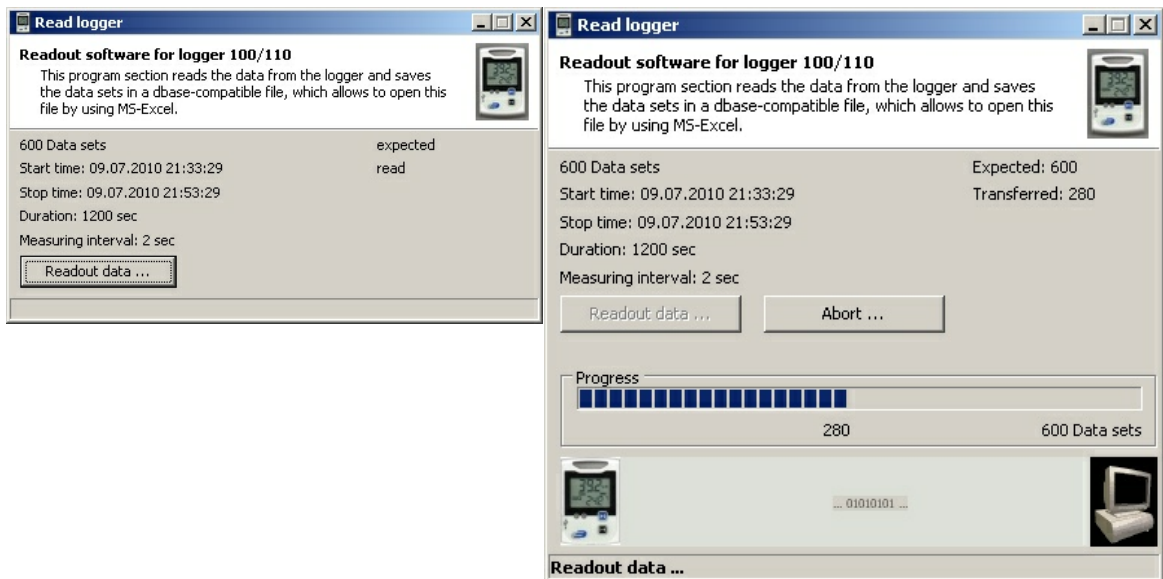 Read logger
Readout software for logger 100/110
This program section reads the data from the logger and saves
the data sets in a dbase-compatible file, which allows to open this
file by using MS-Excel.
600 Data sets
expected
Start time: 09.07.2010 21:33:29
read
Stop time: 09.07.2010 21:53:29
Duration: 1200 sec
Measuring interval: 2 sec
Readout data ...
Read logger
Readout software for logger 100/110
This program section reads the data from the logger and saves
the data sets in a dbase-compatible file, which allows to open this
file by using MS-Excel.
600 Data sets
Expected: 600
Start time: 09.07.2010 21:33:29
Transferred: 280
Stop time: 09.07.2010 21:53:29
Duration: 1200 sec
Measuring interval: 2 sec
Readout data ...
Abort ...
Progress
280
600 Data sets
... 01010101 ...
Readout data ...